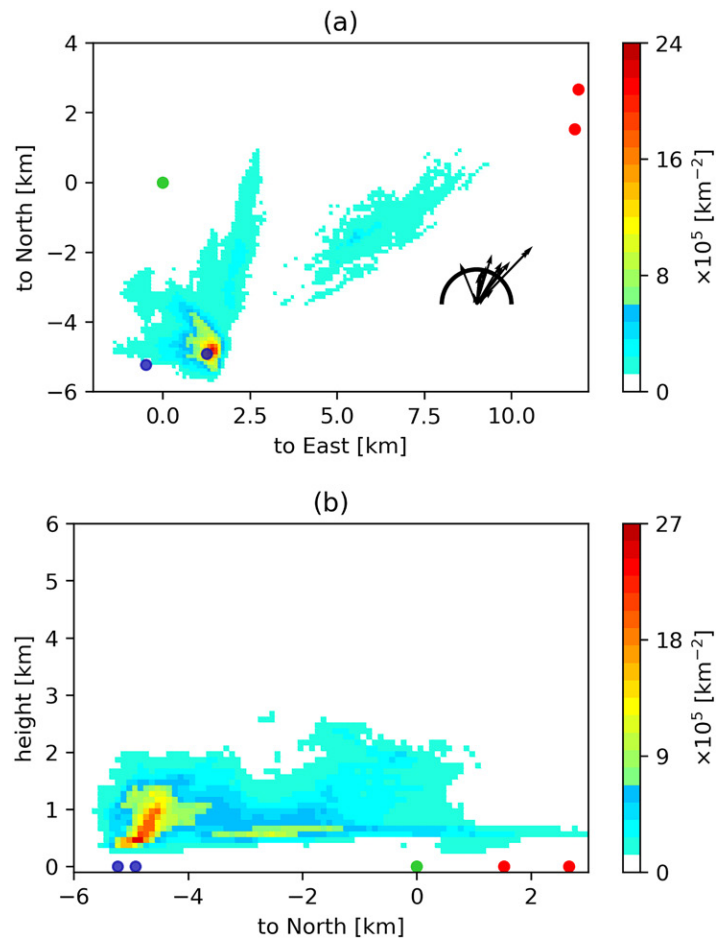 (a)
4
2
0
−2
−4
−6
to North [km]
0.0 2.5 5.0 7.5 10.0
to East [km]
24
16
8
0
×10⁵ [km⁻²]
(b)
6
5
4
3
2
1
0
height [km]
−6 −4 −2 0 2
to North [km]
27
18
9
0
×10⁵ [km⁻²]